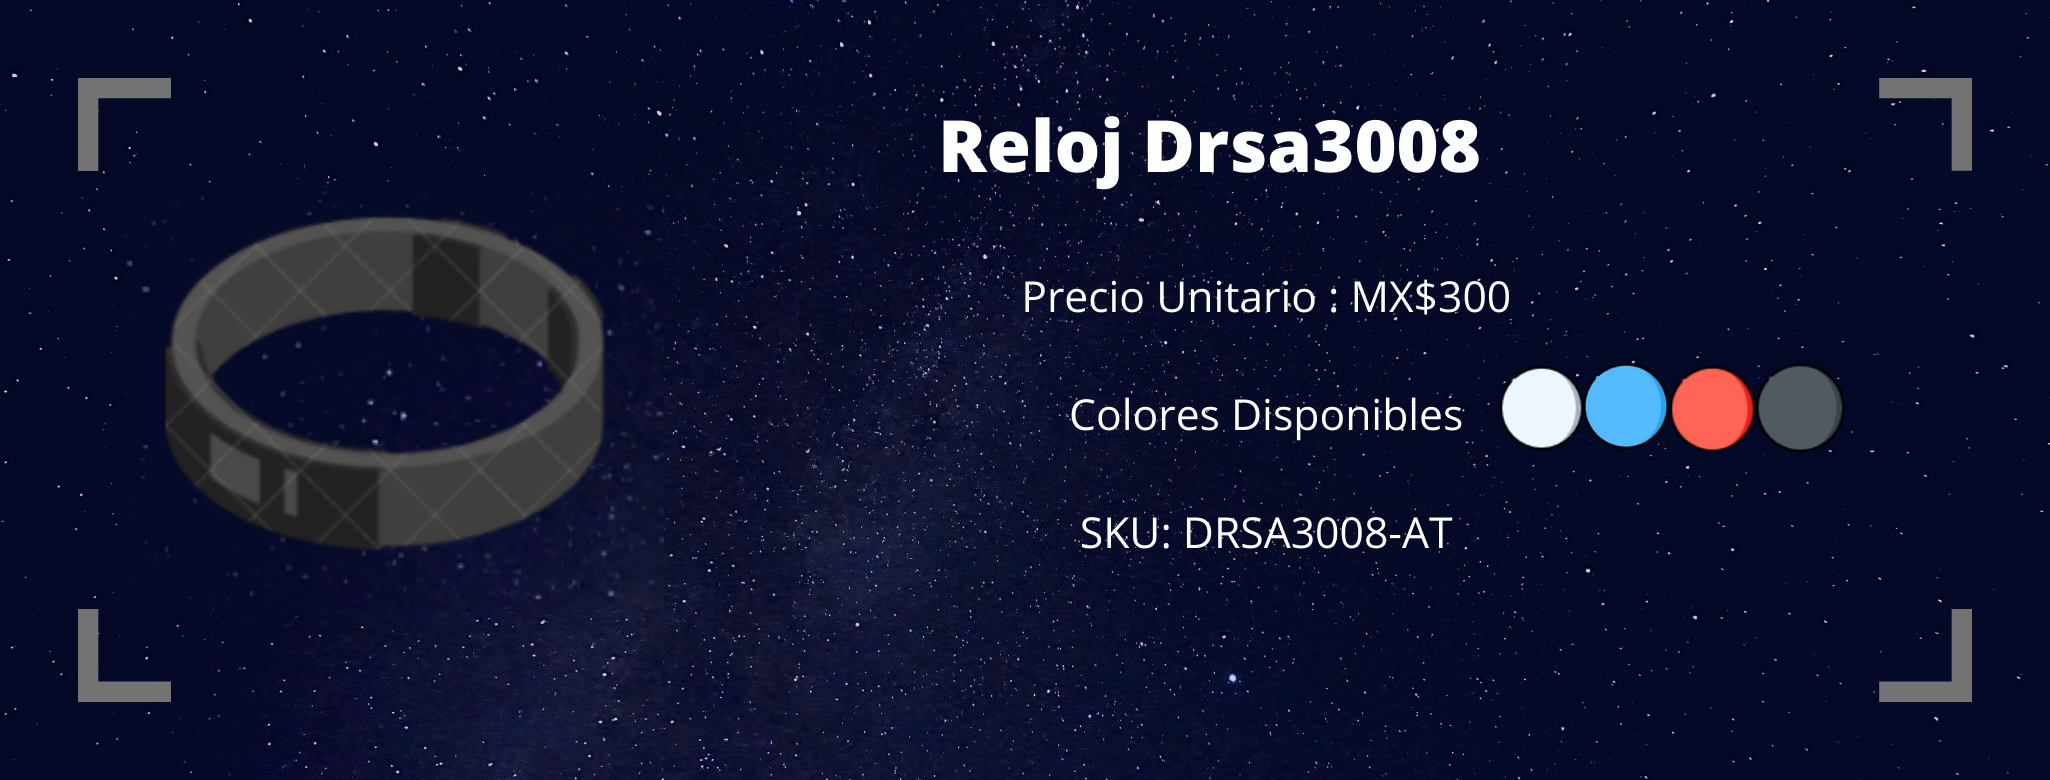 Reloj Drsa3008
Precio Unitario : MX$300
Colores Disponibles
SKU: DRSA3008-AT